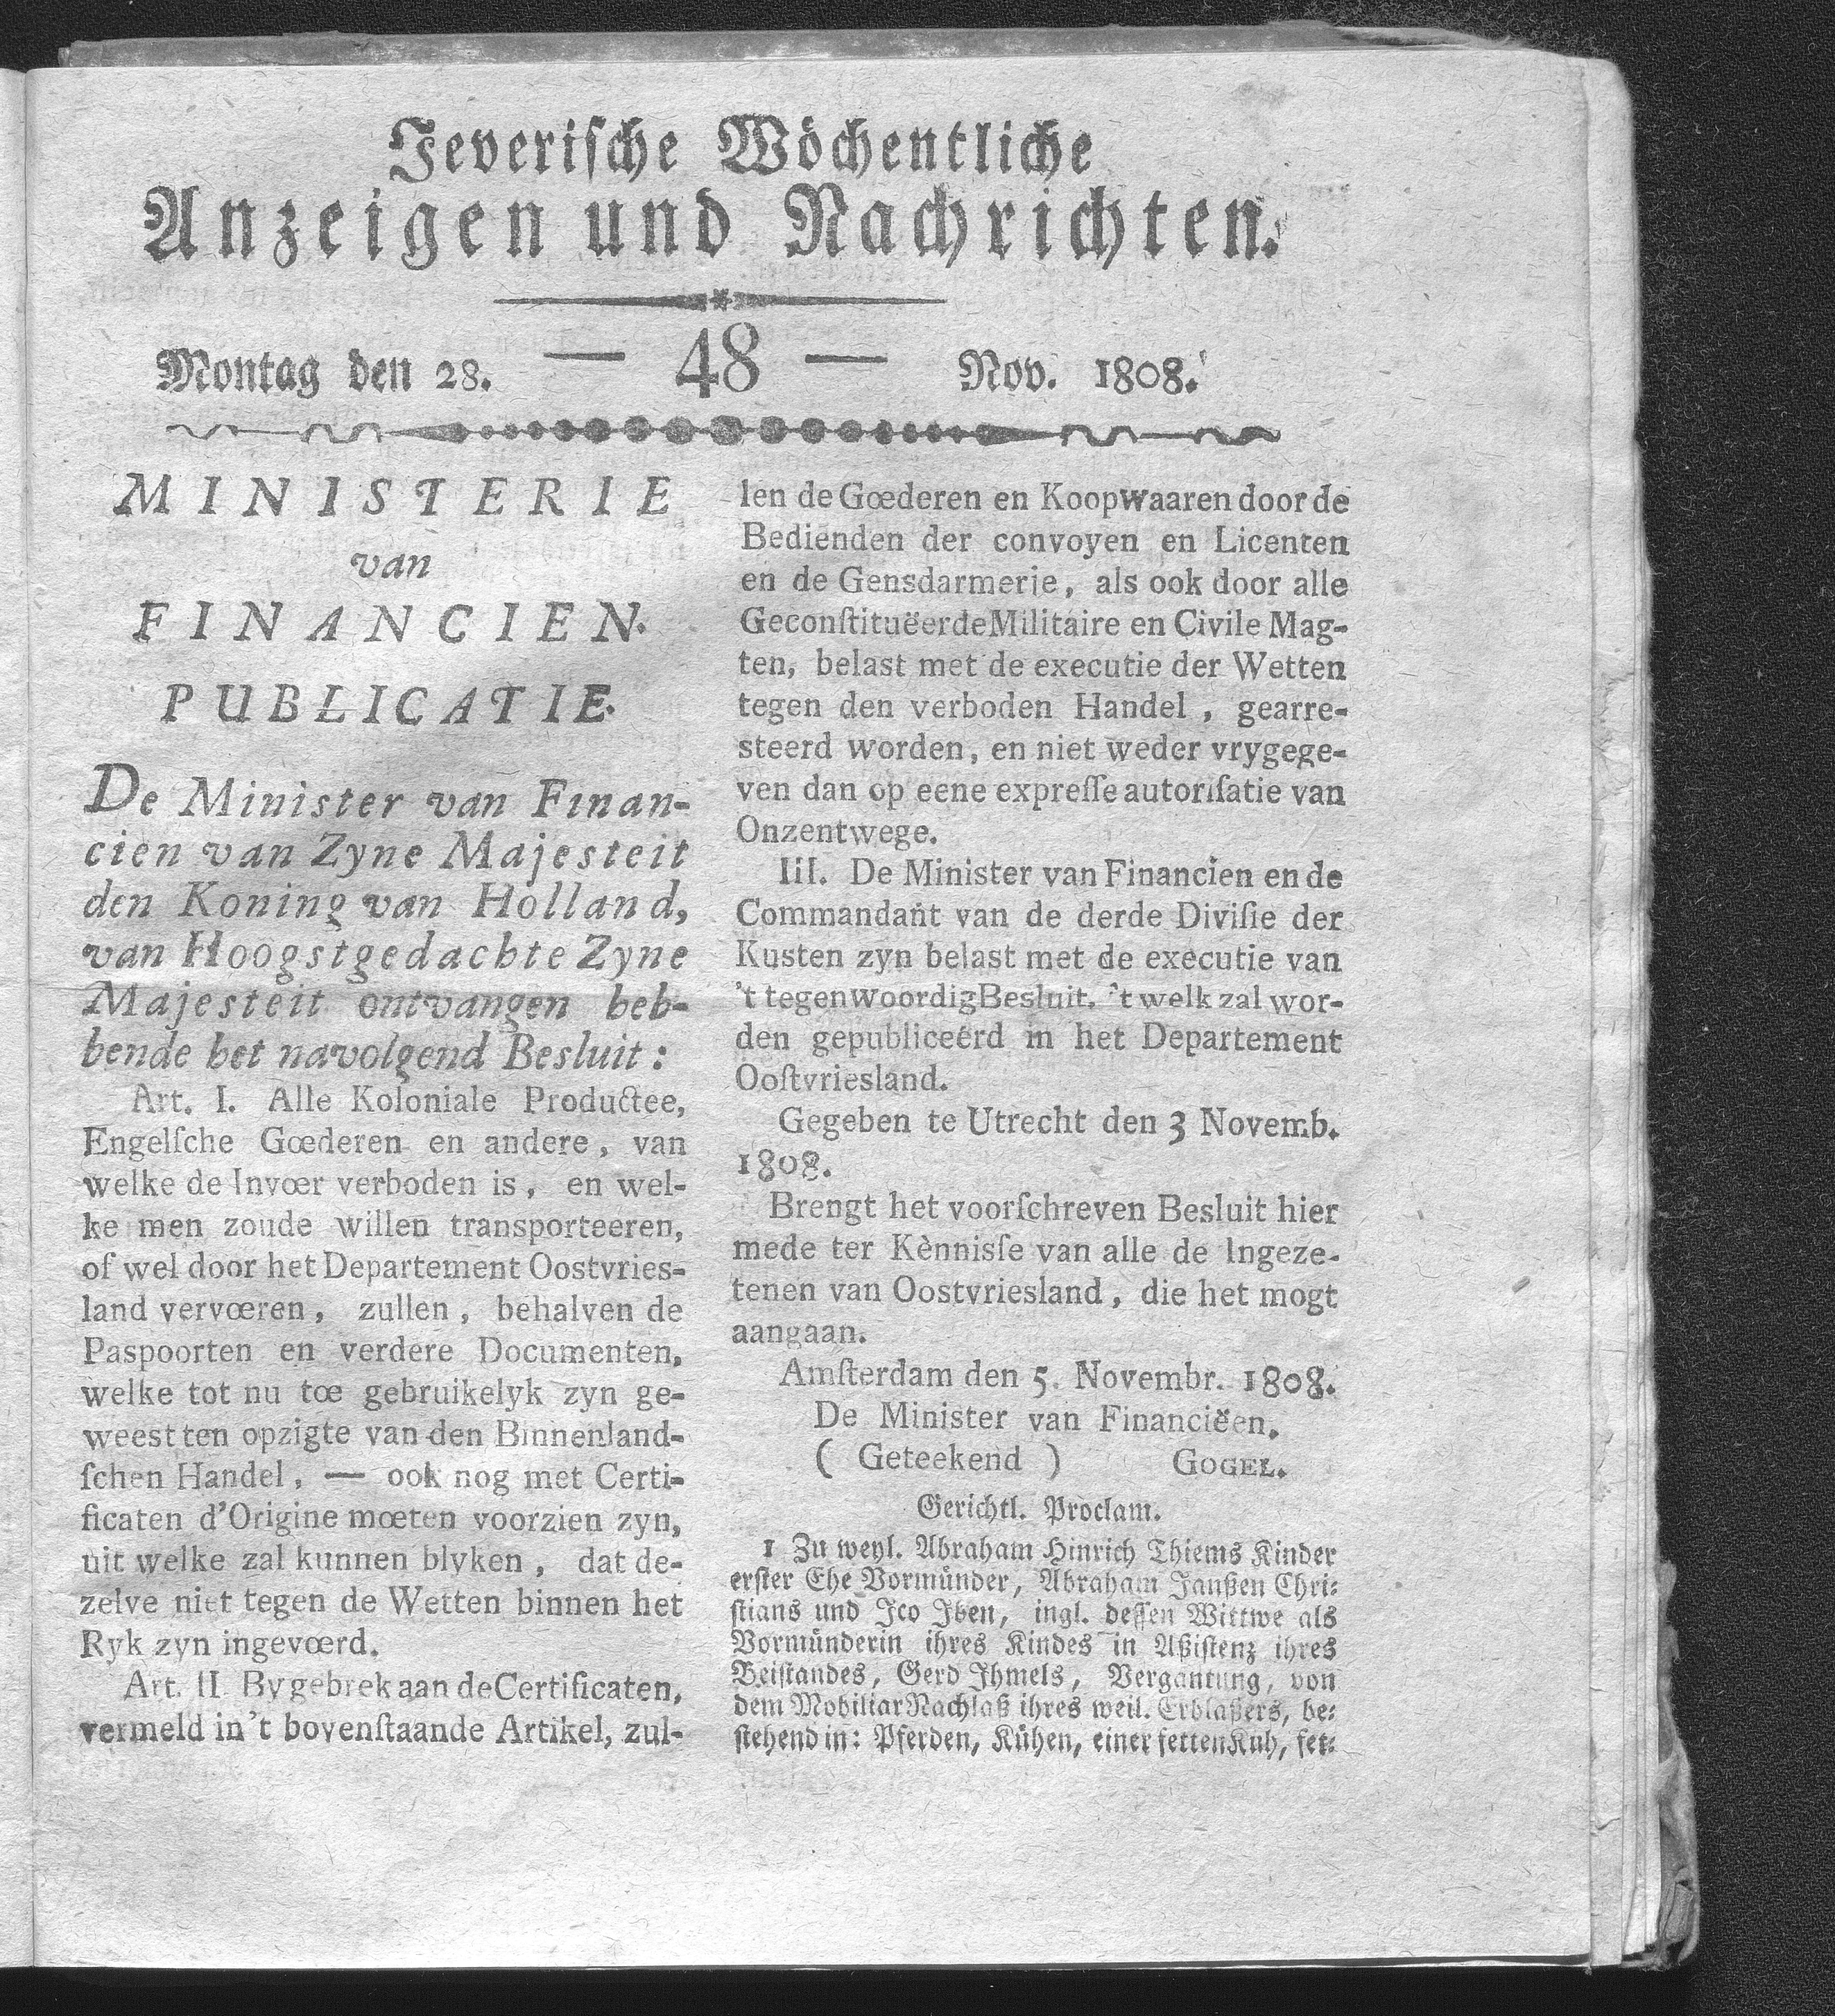 Jeveriſche Wöchentliche
Anzeigen und Nachrichten.
Montag den 28. — 48 — Nov. 1808.
MINISTERIE
van
FINANCIEN.
PUBLICATIE.
De Minister van Finan-
cien van Zyne Majesteit
den Koning van Holland,
van Hoogstgedachte Zyne
Majesteit ontvangen heb-
bende het navolgend Besluit:
Art. I. Alle Koloniale Productee,
Engelſche Gœderen en andere, van
welke de Invœr verboden is, en wel-
ke men zoude willen transporteeren,
of wel door het Departement Oostvries-
land vervœren, zullen, behalven de
Paspoorten en verdere Documenten,
welke tot nu tœ gebruikelyk zyn ge-
weest ten opzigte van den Binnenland-
ſchen Handel, — ook nog met Certi-
ficaten d'Origine mœten voorzien zyn,
uit welke zal kunnen blyken, dat de-
zelve niet tegen de Wetten binnen het
Ryk zyn ingevœrd.
Art. II By gebrek aan de Certificaten,
vermeld in 't bovenſtaande Artikel, zul-
len de Gœderen en Koopwaaren door de
Bedienden der convoyen en Licenten
en de Gensdarmerie, als ook door alle
Geconſtituëerde Militaire en Civile Mag-
ten, belast met de executie der Wetten
tegen den verboden Handel, gearre-
steerd worden, en niet weder vrygege-
ven dan op eene expreſſe autoriſatie van
Onzentwege.
III. De Minister van Financien en de
Commandant van de derde Diviſie der
Kusten zyn belast met de executie van
't tegenwoordig Besluit. 't welk zal wor-
den gepubliceerd in het Departement
Ooſtvriesland.
Gegeben te Utrecht den 3 Novemb.
1808.
Brengt het voorſchreven Besluit hier
mede ter Kènnisſe van alle de Ingeze-
tenen van Oostvriesland, die het mogt
aangaan.
Amſterdam den 5. Novembr. 1808.
De Minister van Financiëen.
( Geteekend ) GOGEL.
Gerichtl. Proclam.
1 Zu weyl. Abraham Hinrich Thiems Kinder
erſter Ehe Vormünder, Abraham Janßen Chri-
ſtians und Jco Jben, ingl. deſſen Wittwe als
Vormünderin ihres Kindes in Aßiſtenz ihres
Beiſtandes, Gerd Jhmels, Vergantung, von
dem Mobiliar Nachlaß ihres weil. Erblaßers, be-
ſtehend in: Pferden, Kühen, einer fetten Kuh, fet-